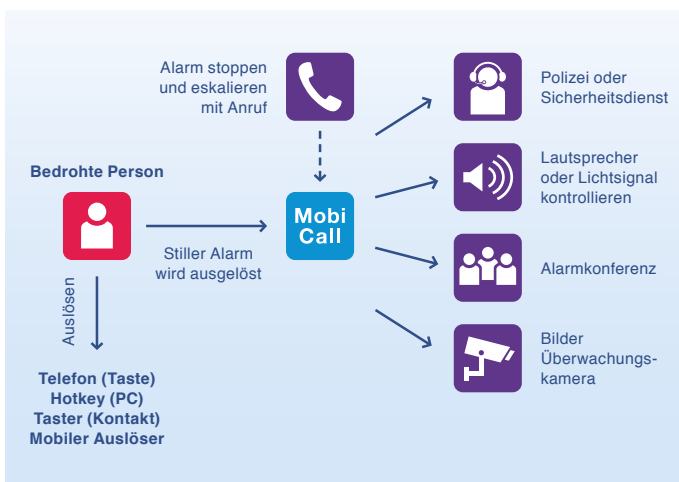 Alarm stoppen
und eskalieren
mit Anruf
Polizei oder
Sicherheitsdienst
Bedrohte Person
Mobi
Call
Lautsprecher
oder Lichtsignal
kontrollieren
Stiller Alarm
wird ausgelöst
Alarmkonferenz
Auslösen
Telefon (Taste)
Hotkey (PC)
Taster (Kontakt)
Mobiler Auslöser
Bilder
Überwachungs-
kamera